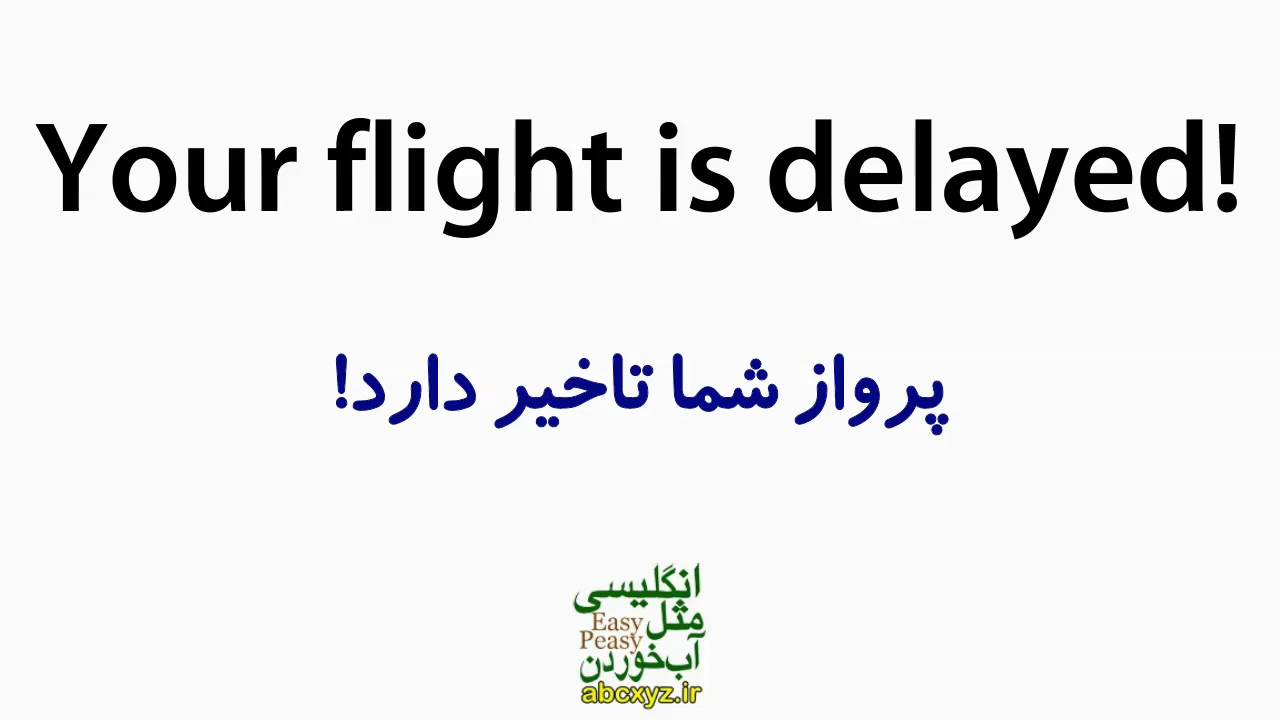 Your flight is delayed!
پرواز شما تاخیر دارد!
انگلیسی
مثل
Easy
Peasy
آب‌خوردن
abcxyz.ir